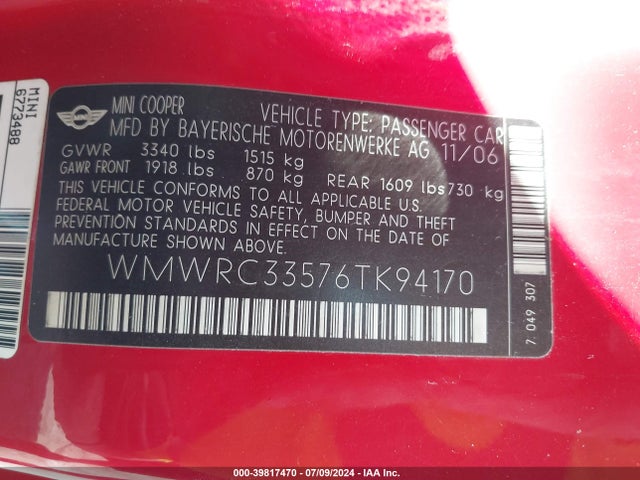 MINI
6773488
MINI
MINI COOPER
VEHICLE TYPE: PASSENGER CAR
MFD BY BAYERISCHE MOTORENWERKE AG 11/06
GVWR 3340 lbs 1515 kg
GAWR FRONT 1918 lbs 870 kg REAR 1609 lbs 730 kg
THIS VEHICLE CONFORMS TO ALL APPLICABLE U.S.
FEDERAL MOTOR VEHICLE SAFETY, BUMPER AND THEFT
PREVENTION STANDARDS IN EFFECT ON THE DATE OF
MANUFACTURE SHOWN ABOVE.
WMWRC33576TK94170
7 049 307
000-39817470 - 07/09/2024 - IAA Inc.